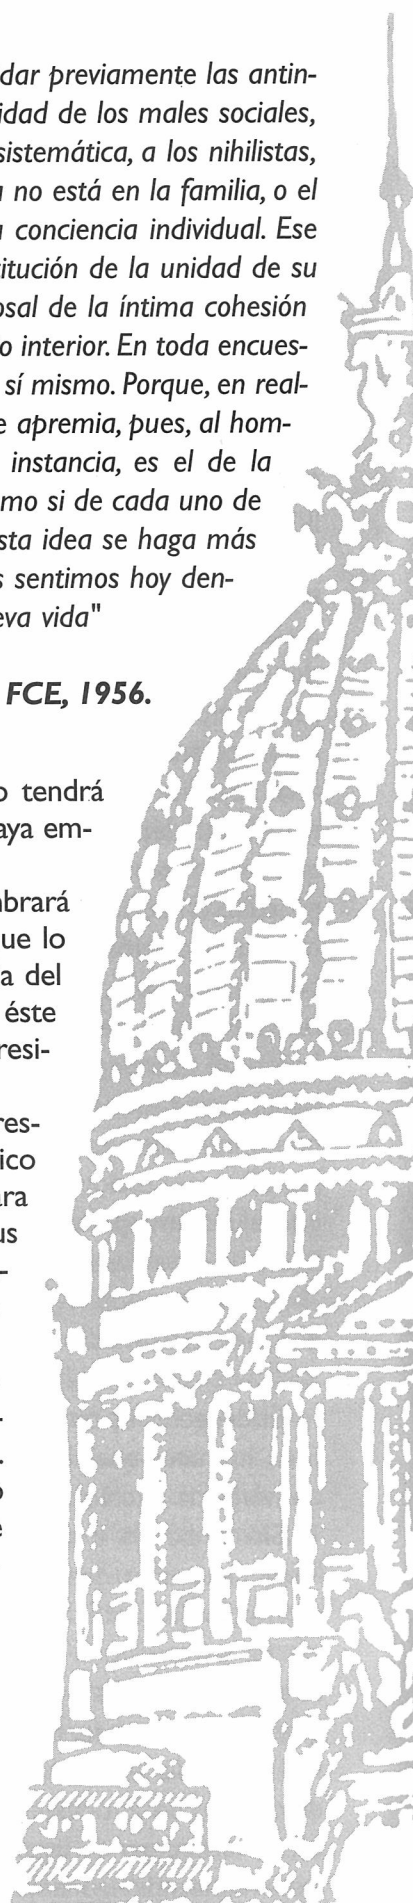 dar previamente las antin-
idad de los males sociales,
sistemática, a los nihilistas,
no está en la familia, o el
conciencia individual. Ese
titución de la unidad de su
osal de la íntima cohesión
o interior. En toda encues-
sí mismo. Porque, en real-
e apremia, pues, al hom-
instancia, es el de la
mo si de cada uno de
sta idea se haga más
s sentimos hoy den-
eva vida"
FCE, 1956.
o tendrá
aya em-
mbrará
ue lo
a del
éste
resi-
res-
ico
ara
us
-
-
.
o
e